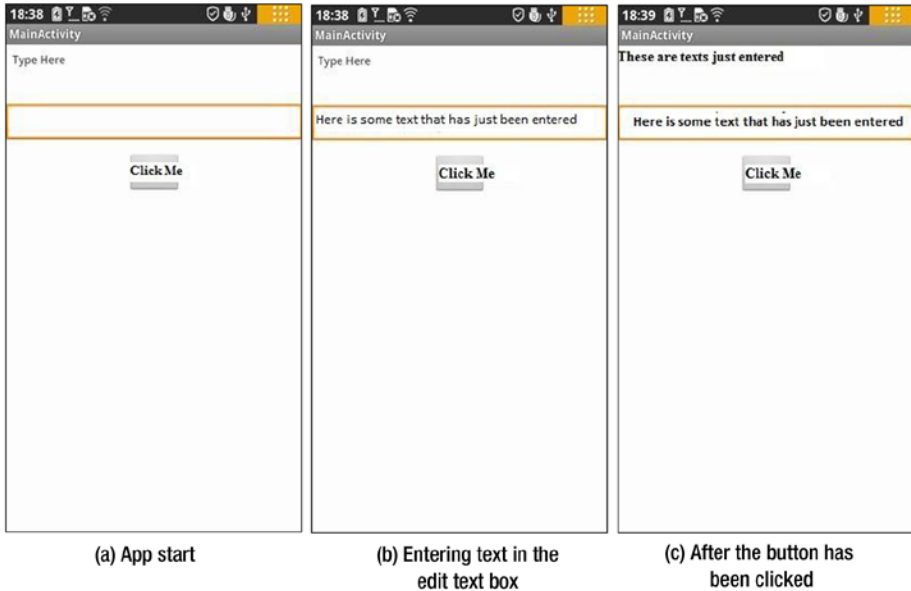 18:38
MainActivity
Type Here
Click Me
(a) App start
18:38
MainActivity
Type Here
Here is some text that has just been entered
Click Me
(b) Entering text in the
edit text box
18:39
MainActivity
These are texts just entered
Here is some text that has just been entered
Click Me
(c) After the button has
been clicked